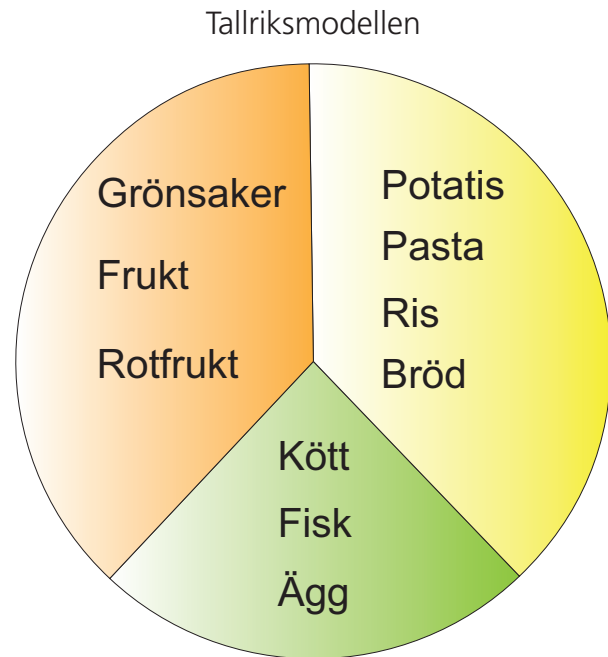 Tallriksmodellen
Grönsaker
Frukt
Rotfrukt
Potatis
Pasta
Ris
Bröd
Kött
Fisk
Ägg